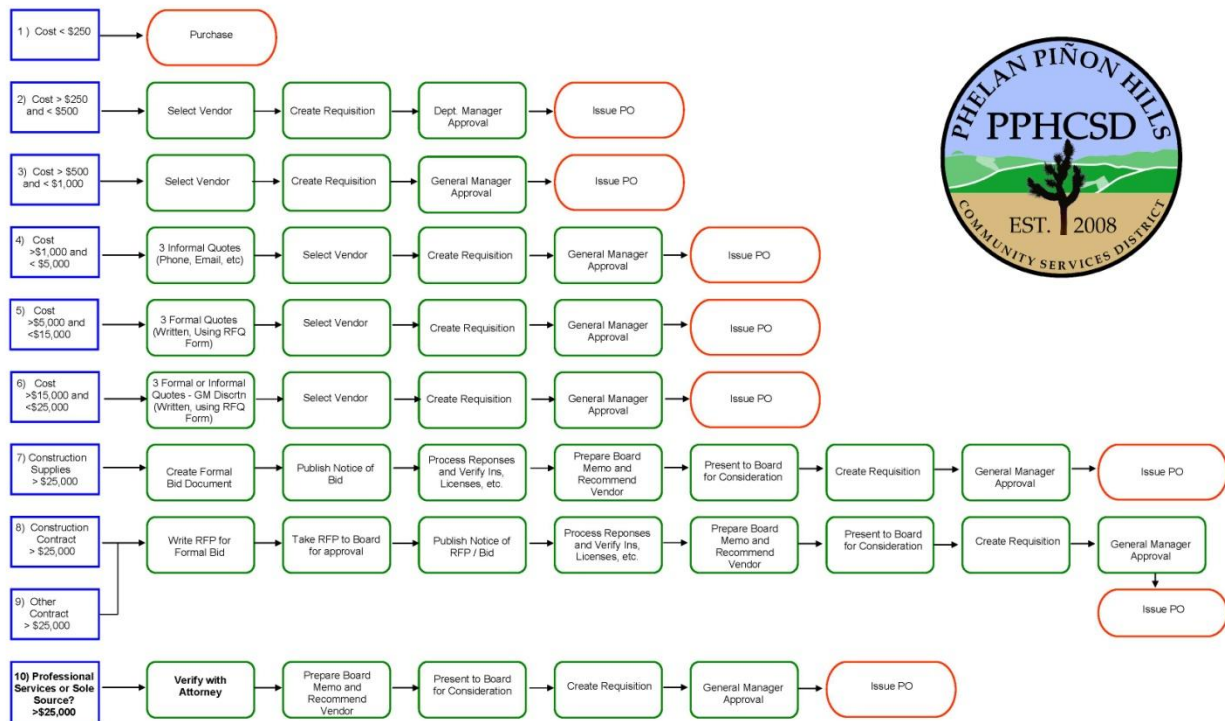 1 ) Cost < $250
Purchase
2) Cost > $250
and < $500
Select Vendor
Create Requisition
Dept. Manager
Approval
Issue PO
3) Cost > $500
and < $1,000
Select Vendor
Create Requisition
General Manager
Approval
Issue PO
4) Cost
>$1,000 and
< $5,000
3 Informal Quotes
(Phone, Email, etc)
Select Vendor
Create Requisition
General Manager
Approval
Issue PO
5) Cost
>$5,000 and
<$15,000
3 Formal Quotes
(Written, Using RFQ
Form)
Select Vendor
Create Requisition
General Manager
Approval
Issue PO
6) Cost
>$15,000 and
<$25,000
3 Formal or Informal
Quotes - GM Discrtn
(Written, using RFQ
Form)
Select Vendor
Create Requisition
General Manager
Approval
Issue PO
7) Construction
Supplies
> $25,000
Create Formal
Bid Document
Publish Notice of
Bid
Process Reponses
and Verify Ins,
Licenses, etc.
Prepare Board
Memo and
Recommend
Vendor
Present to Board
for Consideration
Create Requisition
General Manager
Approval
Issue PO
8) Construction
Contract
> $25,000
Write RFP for
Formal Bid
Take RFP to Board
for approval
Publish Notice of
RFP / Bid
Process Reponses
and Verify Ins,
Licenses, etc.
Prepare Board
Memo and
Recommend
Vendor
Present to Board
for Consideration
Create Requisition
General Manager
Approval
Issue PO
9) Other
Contract
> $25,000
10) Professional
Services or Sole
Source?
>$25,000
Verify with
Attorney
Prepare Board
Memo and
Recommend
Vendor
Present to Board
for Consideration
Create Requisition
General Manager
Approval
Issue PO
PHELAN PIÑON HILLS
PPHCSD
EST. 2008
COMMUNITY SERVICES DISTRICT